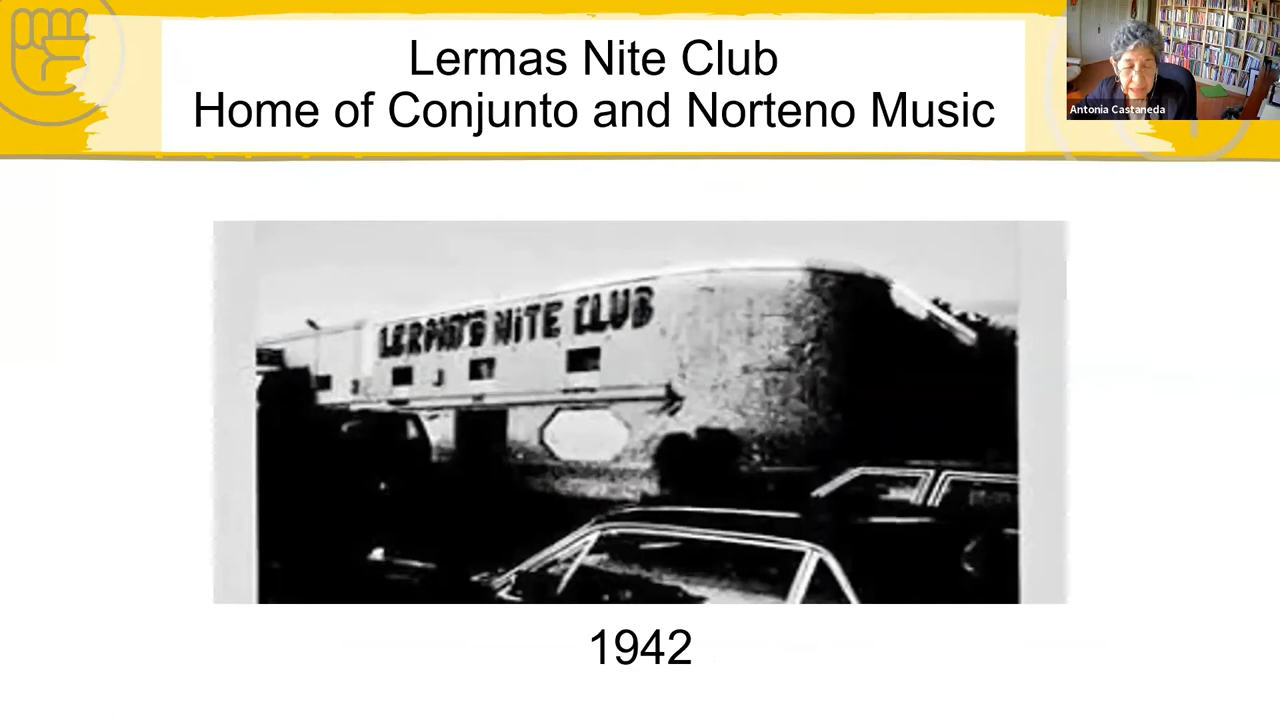 Lermas Nite Club
Home of Conjunto and Norteno Music
Antonia Castaneda
LERMA'S NITE CLUB
1942